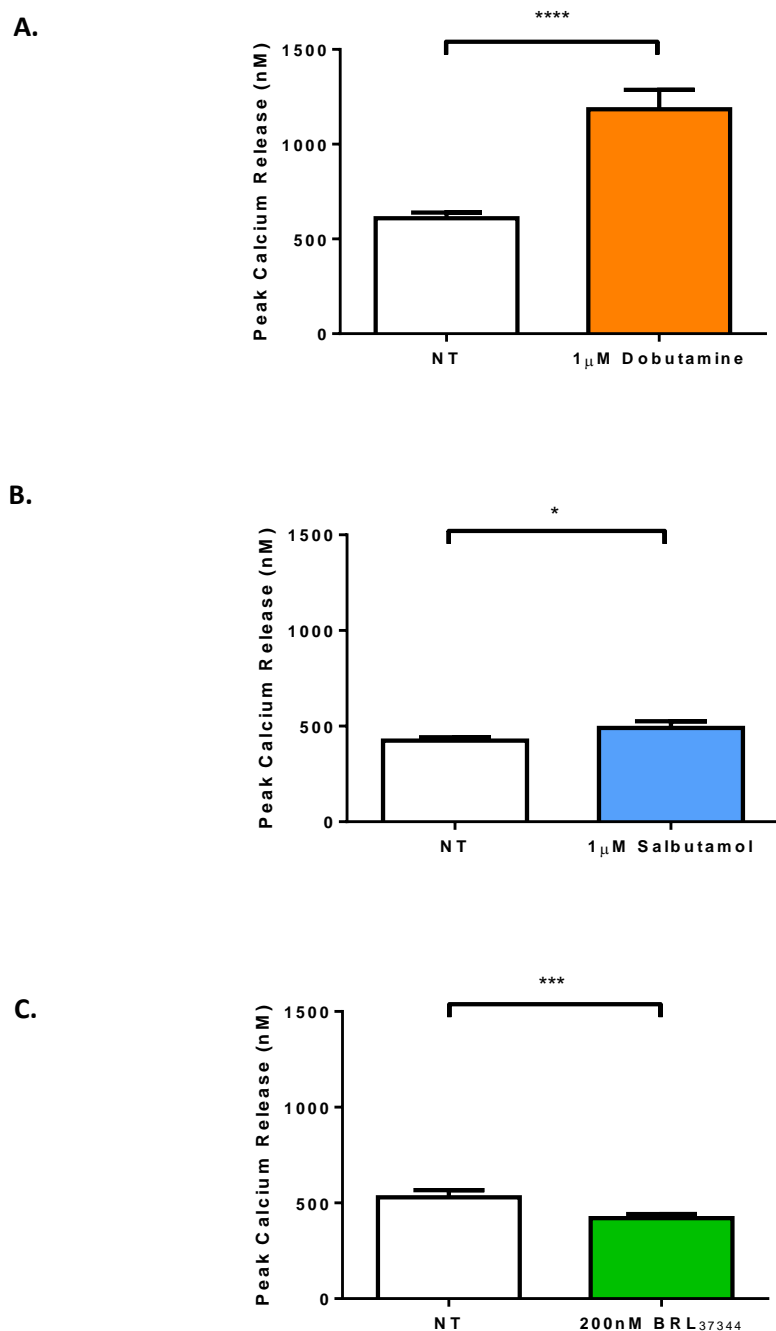 A.
****
Peak Calcium Release (nM)
1500
1000
500
0
NT
1μM Dobutamine
B.
*
Peak Calcium Release (nM)
1500
1000
500
0
NT
1μM Salbutamol
C.
***
Peak Calcium Release (nM)
1500
1000
500
0
NT
200nM BRL37344